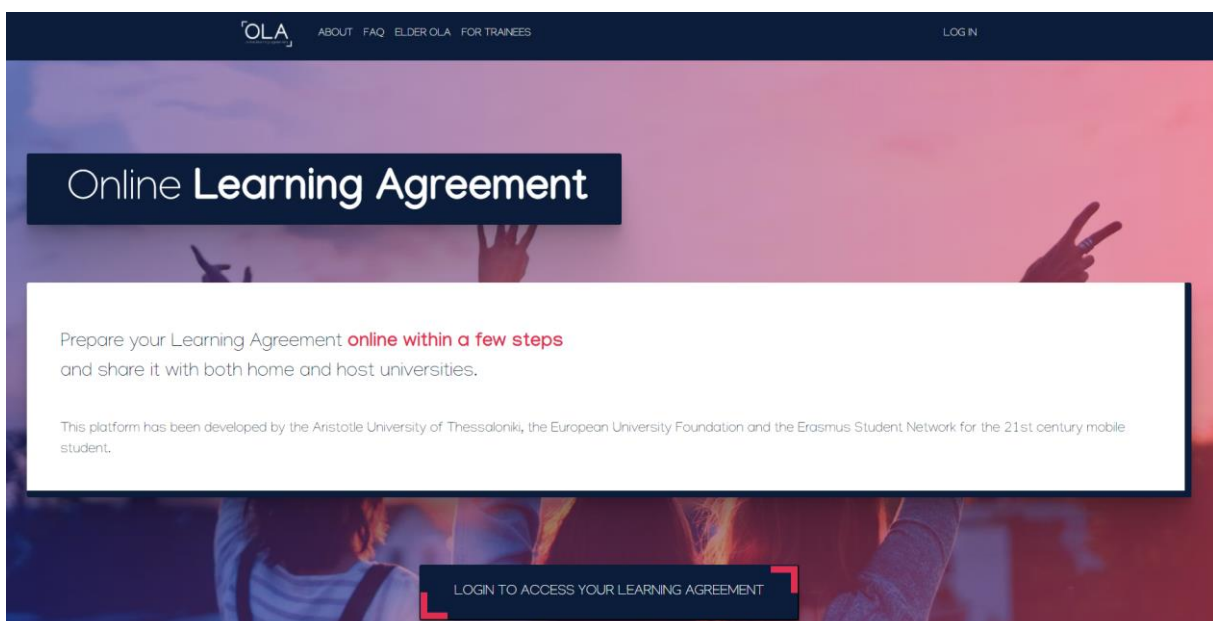 OLA
ABOUT FAQ ELDER OLA FOR TRAINEES
LOG IN
Online Learning Agreement
Prepare your Learning Agreement online within a few steps
and share it with both home and host universities.
This platform has been developed by the Aristotle University of Thessaloniki, the European University Foundation and the Erasmus Student Network for the 21st century mobile
student.
LOGIN TO ACCESS YOUR LEARNING AGREEMENT